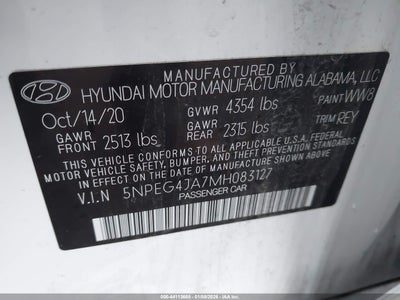 MANUFACTURED BY
HYUNDAI MOTOR MANUFACTURING ALABAMA, LLC
Oct/14/20 GVWR 4354 lbs PAINT WW8
GAWR FRONT 2513 lbs GAWR REAR 2315 lbs TRIM REY
THIS VEHICLE CONFORMS TO ALL APPLICABLE U.S.A. FEDERAL
MOTOR VEHICLE SAFETY, BUMPER, AND THEFT PREVENTION
STANDARDS IN EFFECT ON THE DATE OF MANUFACTURE SHOWN ABOVE.
V.I.N 5NPEG4JA7MH083127
PASSENGER CAR